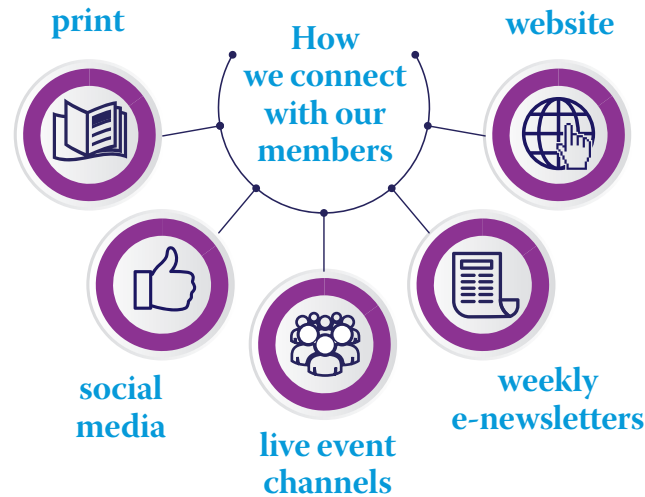 How
we connect
with our
members
print
social
media
live event
channels
weekly
e-newsletters
website